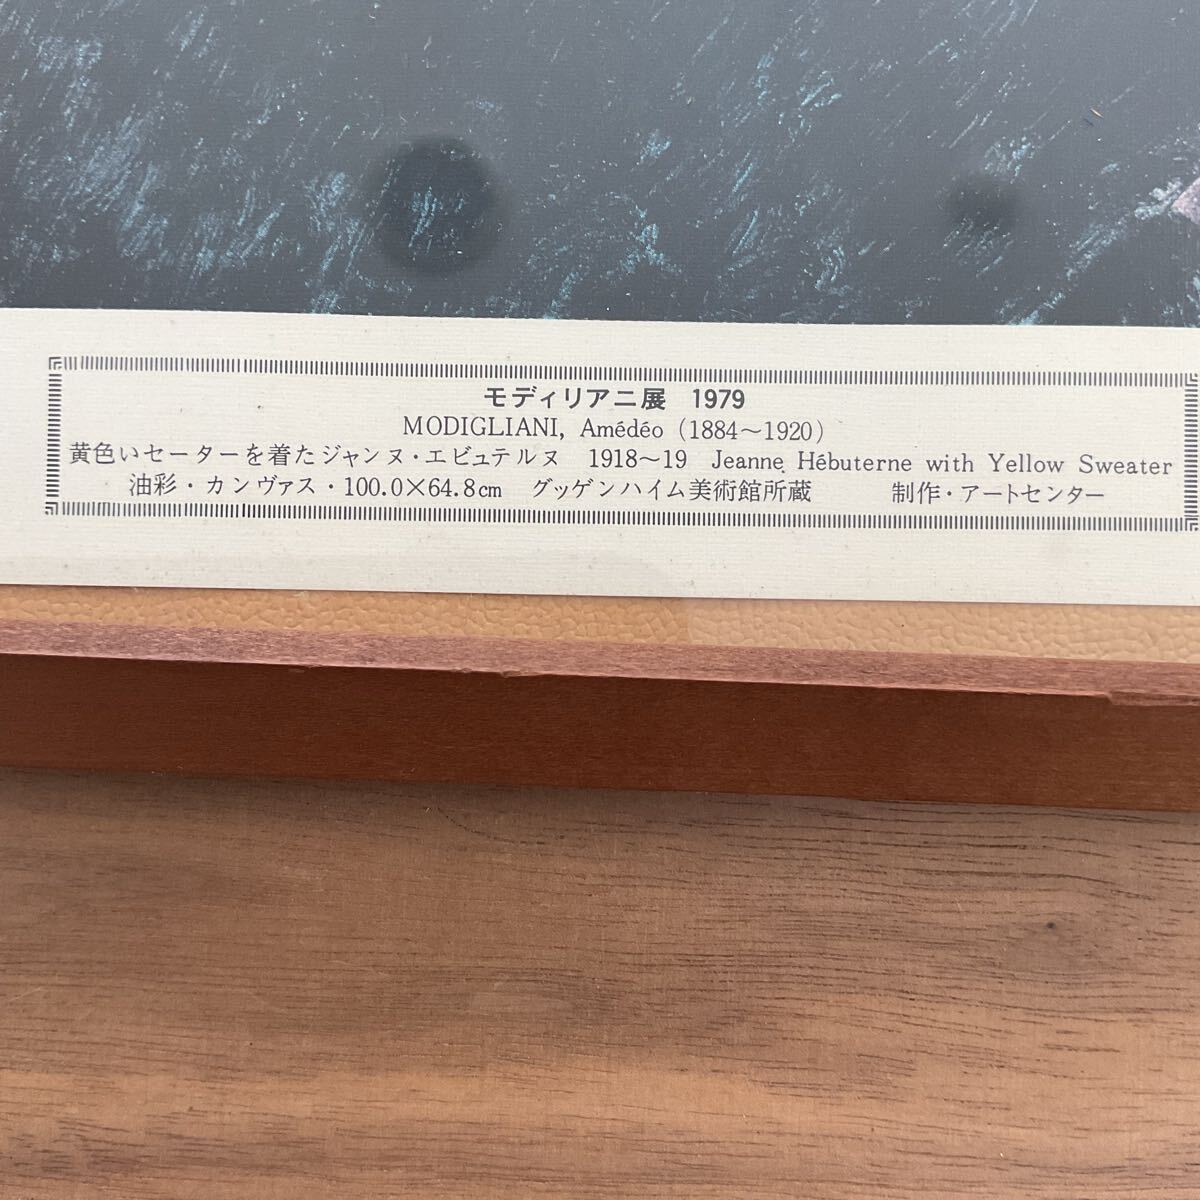 モディリアニ展 1979
MODIGLIANI, Amédéo (1884〜1920)
黄色いセーターを着たジャンヌ・エビュテルヌ 1918〜19 Jeanne Hébuterne with Yellow Sweater
油彩・カンヴァス・100.0×64.8cm グッゲンハイム美術館所蔵 制作・アートセンター